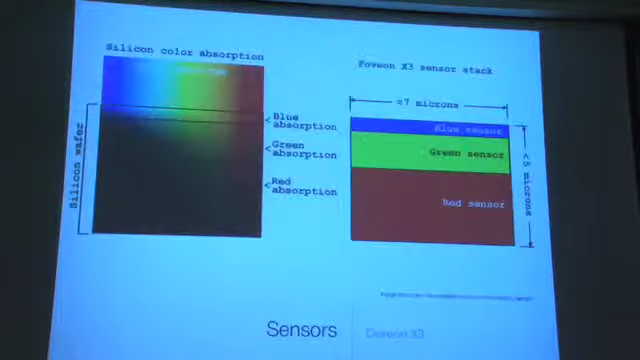 Silicon color absorption
Foveon X3 sensor stack
≈7 microns
Blue
absorption
Green
absorption
Red
absorption
Silicon wafer
Blue sensor
Green sensor
Red sensor
<5 microns
Sensors